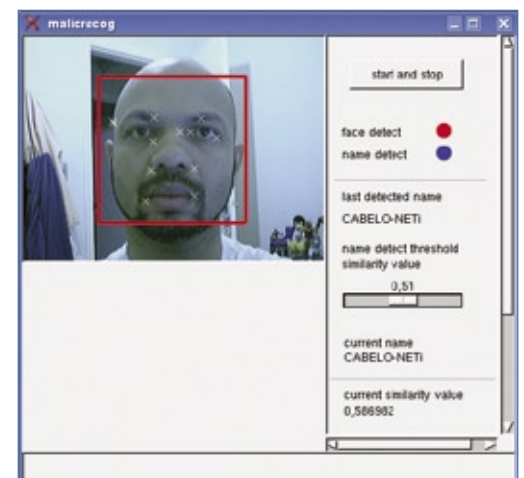 malicrecog
start and stop
face detect
name detect
last detected name
CABELO-NETi
name detect threshold
similarity value
0,51
current name
CABELO-NETi
current similarity value
0,586982